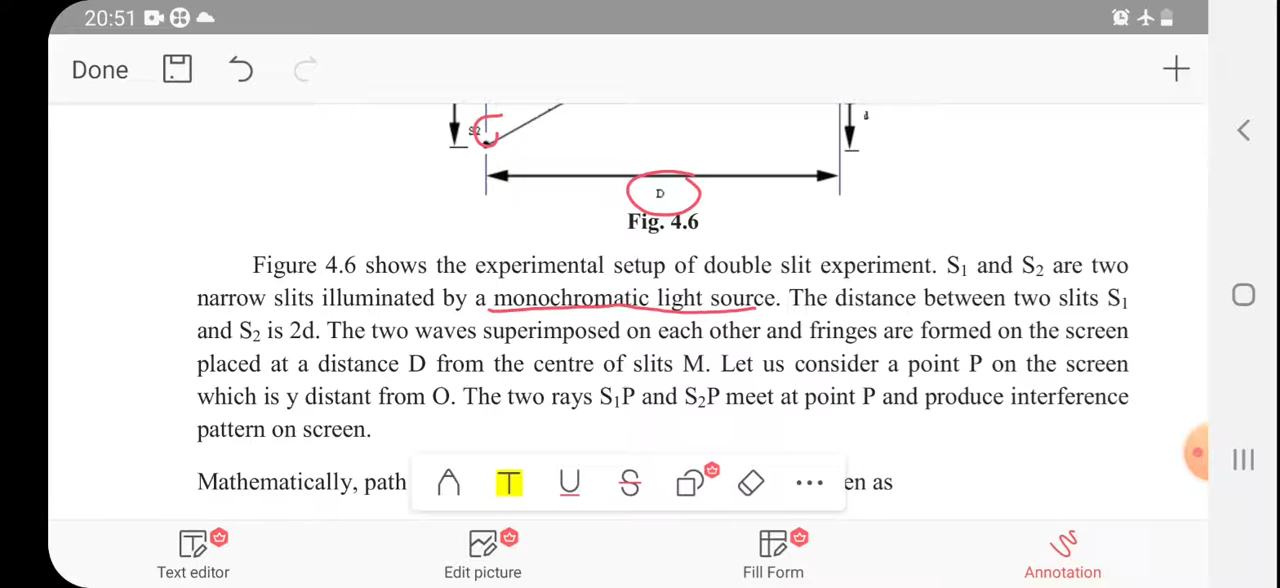 20:51
Done
S2
d
D
Fig. 4.6
Figure 4.6 shows the experimental setup of double slit experiment. S₁ and S₂ are two
narrow slits illuminated by a monochromatic light source. The distance between two slits S₁
and S₂ is 2d. The two waves superimposed on each other and fringes are formed on the screen
placed at a distance D from the centre of slits M. Let us consider a point P on the screen
which is y distant from O. The two rays S₁P and S₂P meet at point P and produce interference
pattern on screen.
Mathematically, path en as
T U S
Text editor Edit picture Fill Form Annotation